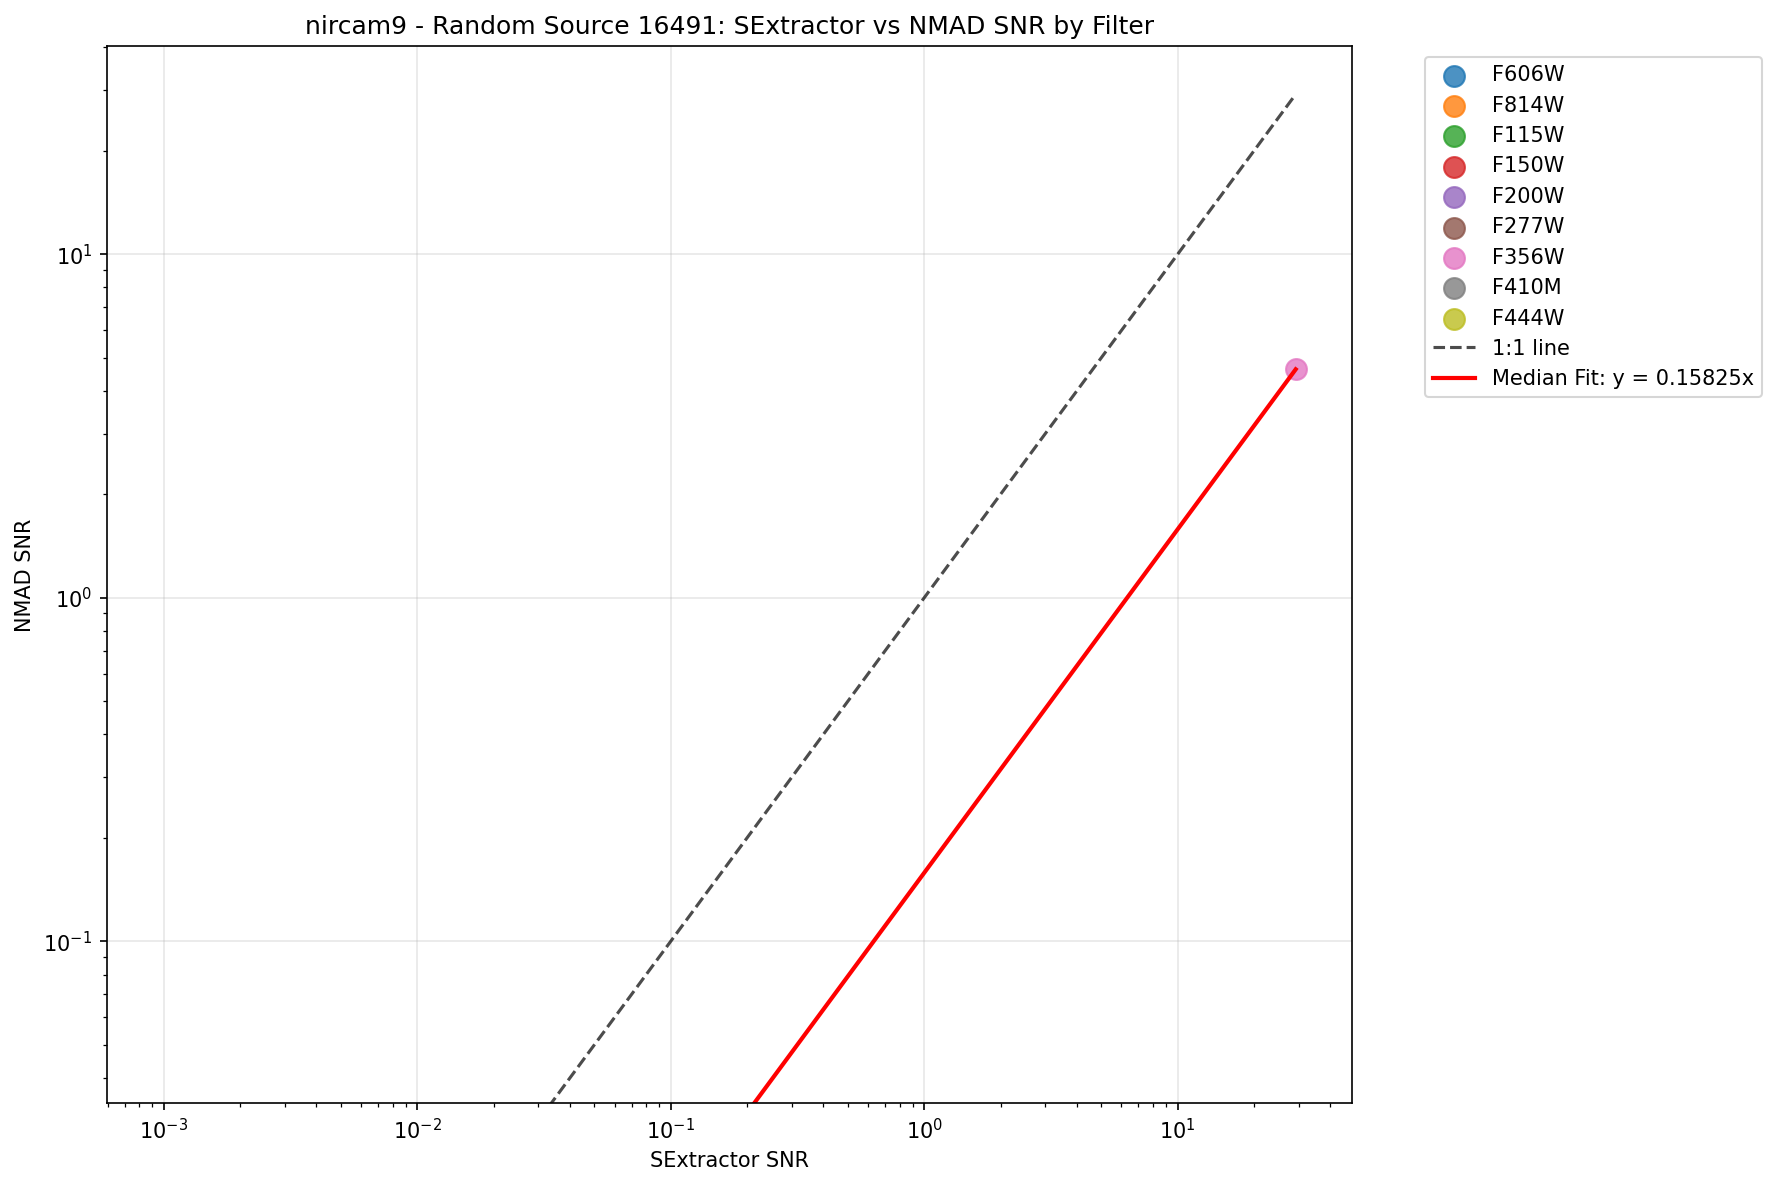 nircam9 - Random Source 16491: SExtractor vs NMAD SNR by Filter
NMAD SNR
10¹
10⁰
10⁻¹
10⁻³
10⁻²
10⁻¹
10⁰
10¹
SExtractor SNR
F606W
F814W
F115W
F150W
F200W
F277W
F356W
F410M
F444W
1:1 line
Median Fit: y = 0.15825x